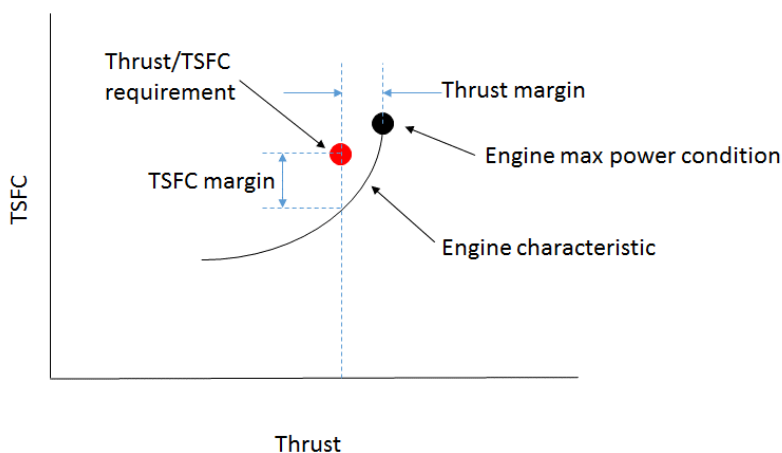 Thrust/TSFC
requirement
Thrust margin
Engine max power condition
TSFC margin
TSFC
Engine characteristic
Thrust